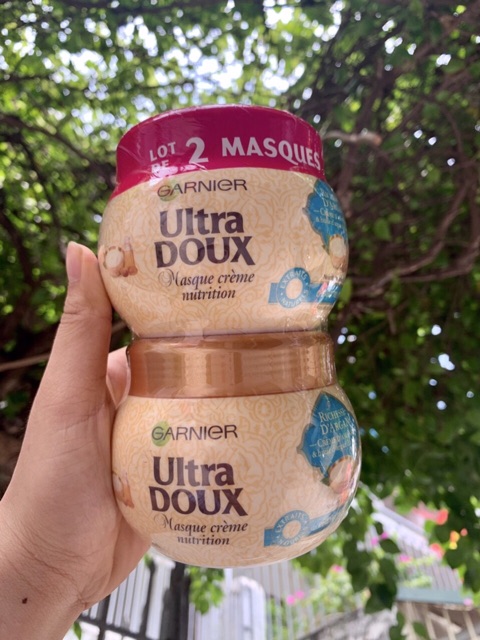 LOT DE 2 MASQUES
GARNIER
Ultra
DOUX
Masque crème
nutrition
GARNIER
Ultra
DOUX
Masque crème
nutrition
RICHESSE
D'ARGAN